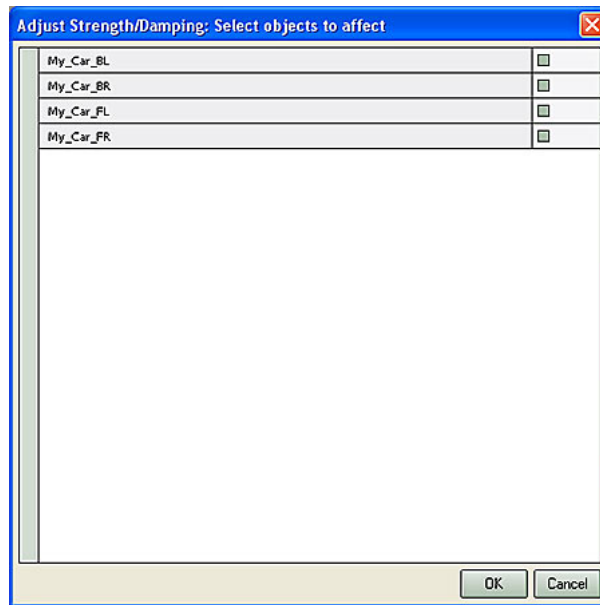 Adjust Strength/Damping: Select objects to affect
My_Car_BL
My_Car_BR
My_Car_FL
My_Car_FR
OK Cancel